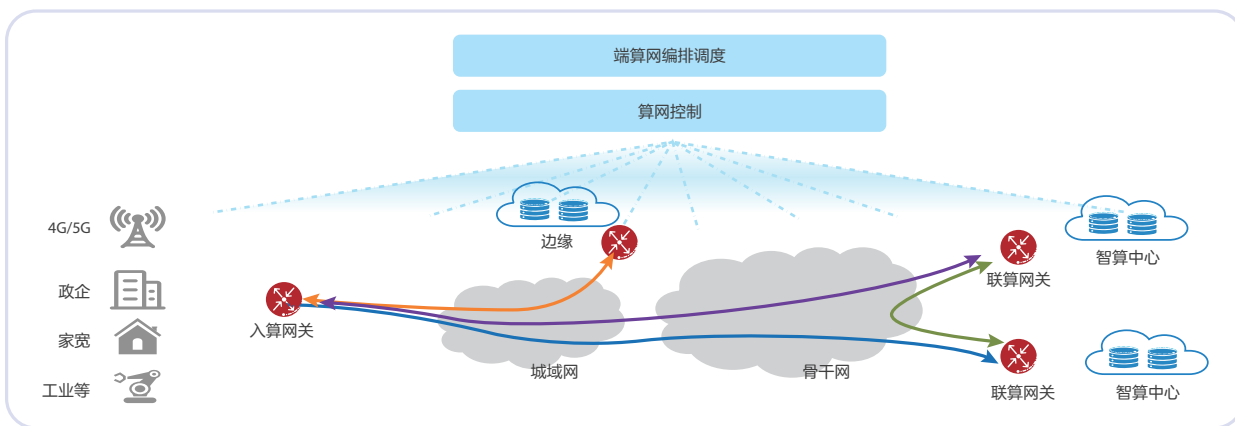 端算网编排调度
算网控制
4G/5G
政企
家宽
工业等
入算网关
边缘
城域网
骨干网
联算网关
智算中心
联算网关
智算中心